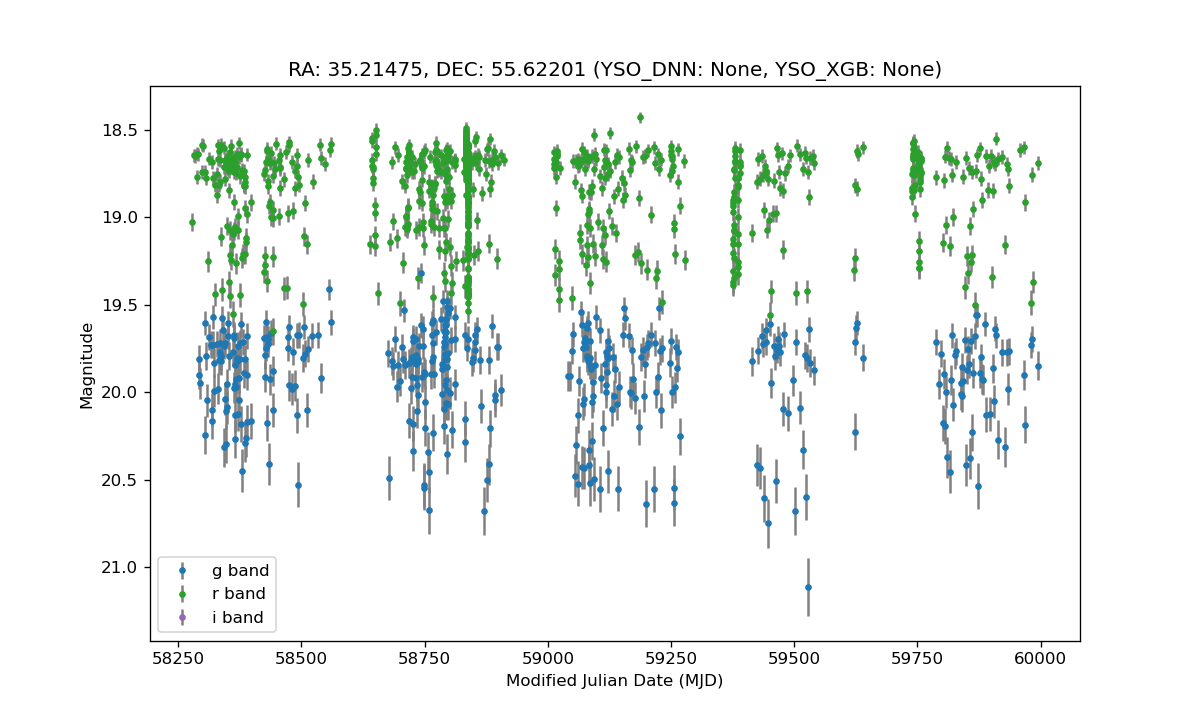 RA: 35.21475, DEC: 55.62201 (YSO_DNN: None, YSO_XGB: None)
18.5
19.0
19.5
20.0
20.5
21.0
Magnitude
g band
r band
i band
58250 58500 58750 59000 59250 59500 59750 60000
Modified Julian Date (MJD)